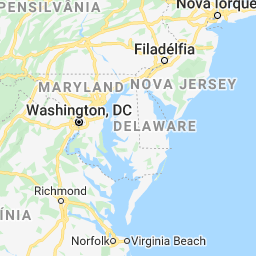 Nova Iorque
PENSILVÂNIA
Filadélfia
MARYLAND
NOVA JERSEY
Washington, DC
DELAWARE
Richmond
ÍNIA
Norfolk
Virginia Beach